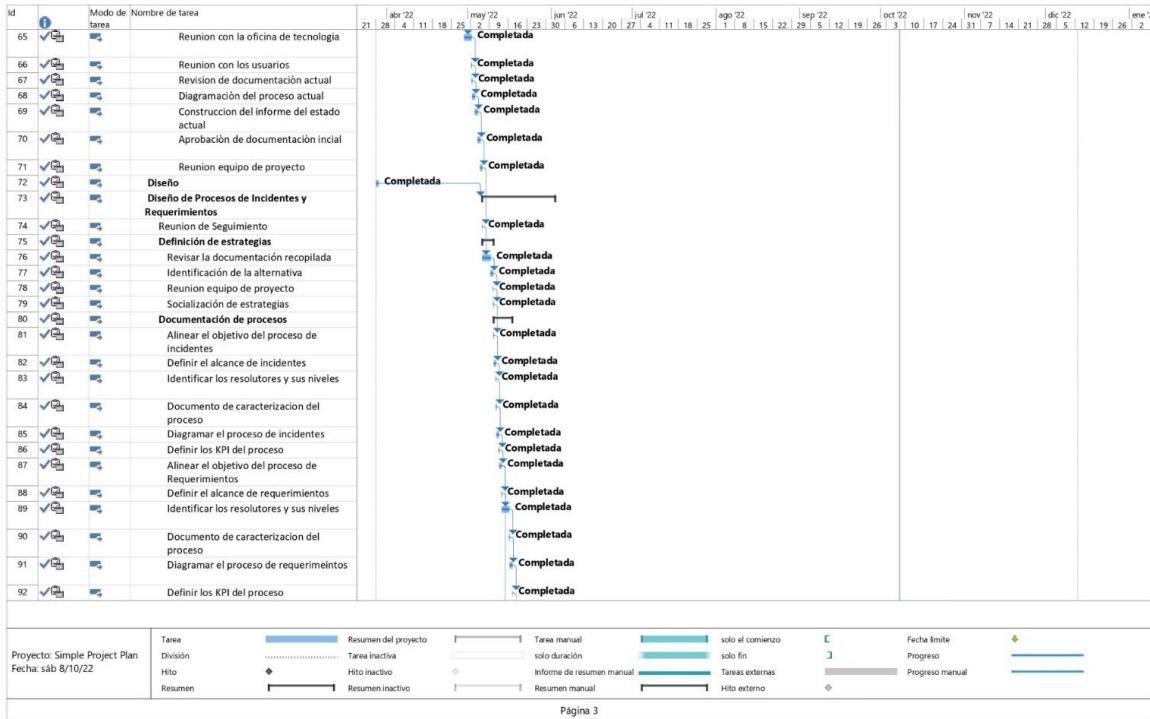 Id Modo de tarea Nombre de tarea
abr '22 may '22 jun '22 jul '22 ago '22 sep '22 oct '22 nov '22 dic '22 ene '2
21 28 4 11 18 25 2 9 16 23 30 6 13 20 27 4 11 18 25 1 8 15 22 29 5 12 19 26 3 10 17 24 31 7 14 21 28 5 12 19 26 2
65 Reunion con la oficina de tecnologia Completada
66 Reunion con los usuarios Completada
67 Revision de documentaciòn actual Completada
68 Diagramaciòn del proceso actual Completada
69 Construccion del informe del estado actual Completada
70 Aprobaciòn de documentaciòn incial Completada
71 Reunion equipo de proyecto Completada
72 Diseño Completada
73 Diseño de Procesos de Incidentes y Requerimientos
74 Reunion de Seguimiento Completada
75 Definición de estrategias
76 Revisar la documentación recopilada Completada
77 Identificación de la alternativa Completada
78 Reunion equipo de proyecto Completada
79 Socialización de estrategias Completada
80 Documentación de procesos
81 Alinear el objetivo del proceso de incidentes Completada
82 Definir el alcance de incidentes Completada
83 Identificar los resolutores y sus niveles Completada
84 Documento de caracterizacion del proceso Completada
85 Diagramar el proceso de incidentes Completada
86 Definir los KPI del proceso Completada
87 Alinear el objetivo del proceso de Requerimientos Completada
88 Definir el alcance de requerimientos Completada
89 Identificar los resolutores y sus niveles Completada
90 Documento de caracterizacion del proceso Completada
91 Diagramar el proceso de requerimeintos Completada
92 Definir los KPI del proceso Completada
Proyecto: Simple Project Plan
Fecha: sáb 8/10/22
Tarea Resumen del proyecto Tarea manual solo el comienzo Fecha límite
División Tarea inactiva solo duración solo fin Progreso
Hito Hito inactivo Informe de resumen manual Tareas externas Progreso manual
Resumen Resumen inactivo Resumen manual Hito externo
Página 3